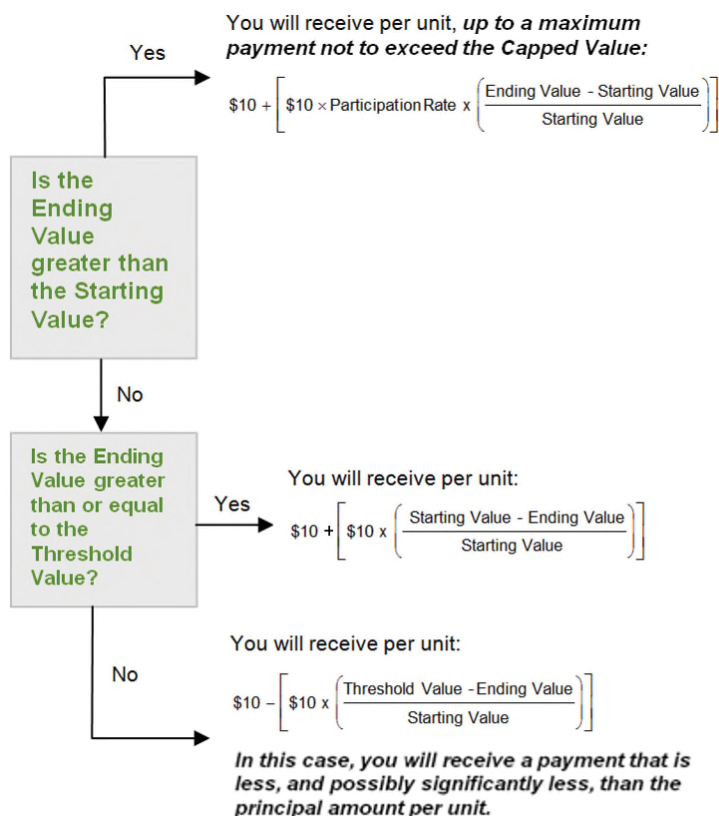 Yes
You will receive per unit, up to a maximum
payment not to exceed the Capped Value:
$10 + [ $10 × Participation Rate x ( Ending Value - Starting Value
Starting Value ) ]
Is the
Ending
Value
greater than
the Starting
Value?
No
Is the Ending
Value greater
than or equal
to the
Threshold
Value?
Yes
You will receive per unit:
$10 + [ $10 x ( Starting Value - Ending Value
Starting Value ) ]
No
You will receive per unit:
$10 – [ $10 x ( Threshold Value - Ending Value
Starting Value ) ]
In this case, you will receive a payment that is
less, and possibly significantly less, than the
principal amount per unit.